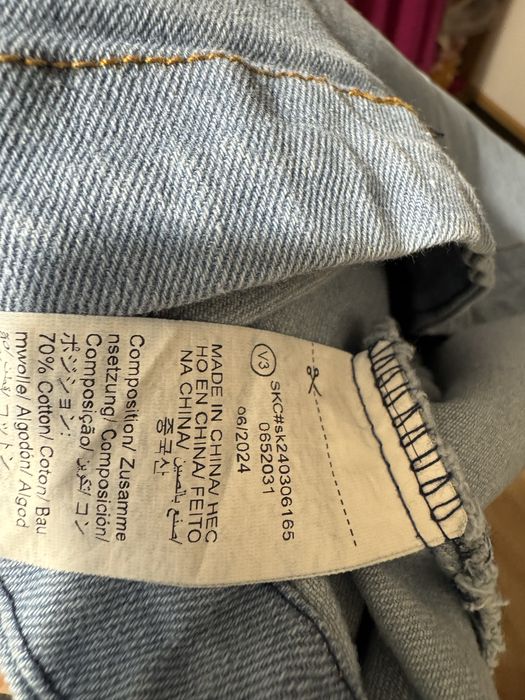 V3 SKC#sk240306165
0652031
06/2024
MADE IN CHINA/ HEC
HO EN CHINA/ FEITO
NA CHINA/ صنع بالصين/
중국산
Composition/ Zusamme
nsetzung/ Composición/
Composição/ تكوين/ コン
ポジション:
70% Cotton/ Coton/ Bau
mwolle/ Algodón/ Algod